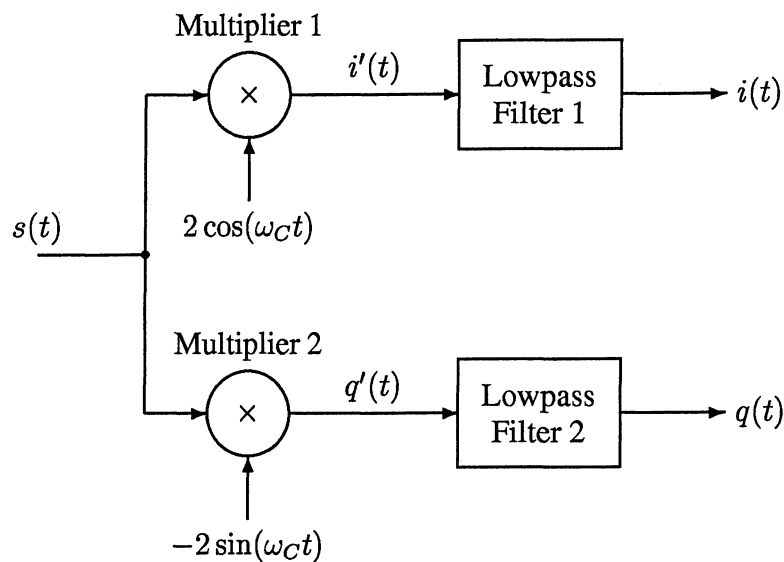 Multiplier 1
×
i′(t)
Lowpass
Filter 1
i(t)
2 cos(ω_C t)
s(t)
Multiplier 2
×
q′(t)
Lowpass
Filter 2
q(t)
−2 sin(ω_C t)